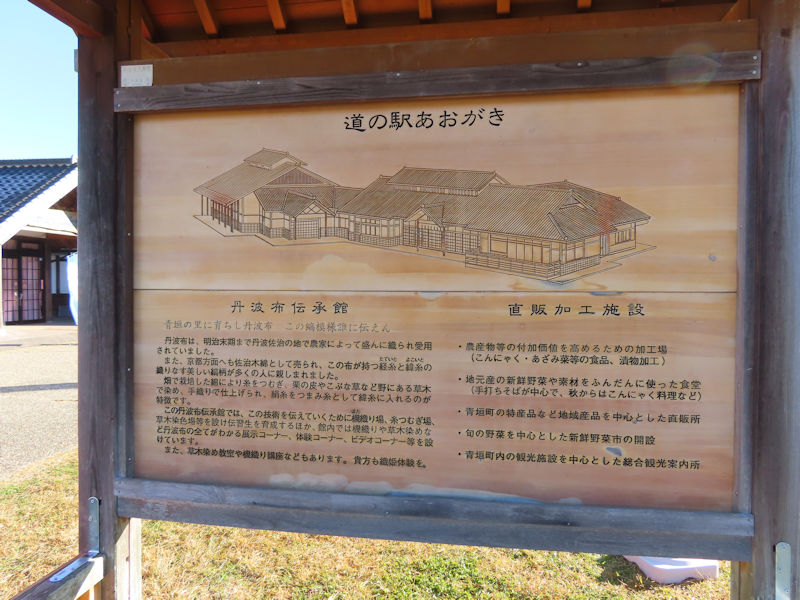 道の駅あおがき
丹波布伝承館
青垣の里に育ちし丹波布　この縞模様誰に伝えん
丹波布は、明治末期まで丹波佐治の地で農家によって盛んに織られ愛用
されていました。
また、京都方面へも佐治木綿として売られ、この布が持つ経糸と緯糸の
たていと　よこいと
織りなす美しい縞柄が多くの人に親しまれました。
畑で栽培した綿により糸をつむぎ、栗の皮やこぶな草など野にある草木
で染め、手織りで仕上げられ、絹糸をつまみ糸として緯糸に入れるのが
特徴です。
この丹波布伝承館では、この技術を伝えていくために機織り場、糸つむぎ場、
はた
草木染色場等を設け伝習生を育成するほか、館内では機織りや草木染めな
ど丹波布の全てがわかる展示コーナー、体験コーナー、ビデオコーナー等を設
けています。
また、草木染め教室や機織り講座などもあります。貴方も織姫体験を。
直販加工施設
・農産物等の付加価値を高めるための加工場
（こんにゃく・あざみ菜等の食品、漬物加工）
・地元産の新鮮野菜や素材をふんだんに使った食堂
（手打ちそばが中心で、秋からはこんにゃく料理など）
・青垣町の特産品など地域産品を中心とした直販所
・旬の野菜を中心とした新鮮野菜市の開設
・青垣町内の観光施設を中心とした総合観光案内所